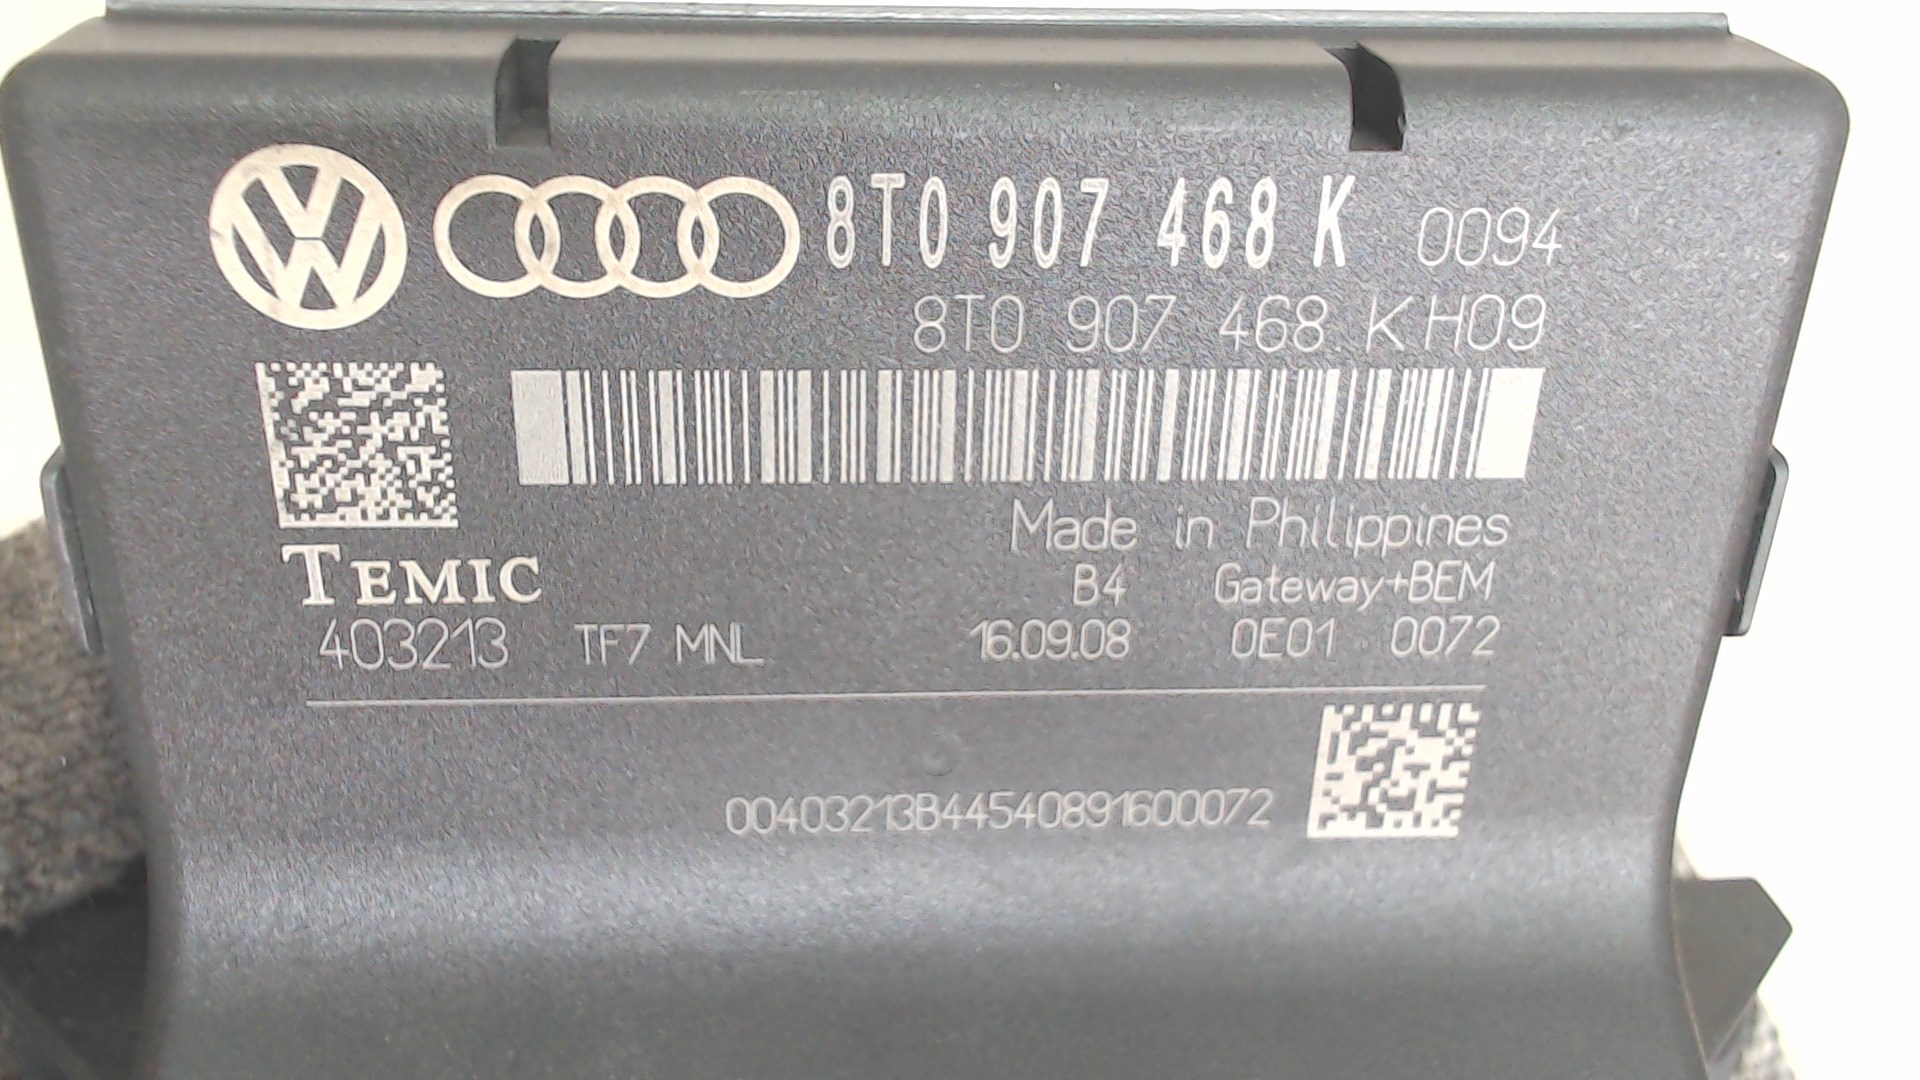 8T0 907 468 K 0094
8T0 907 468 K H09
Made in Philippines
TEMIC B4 Gateway+BEM
403213 TF7 MNL 16.09.08 0E01 0072
00403213B44540891600072